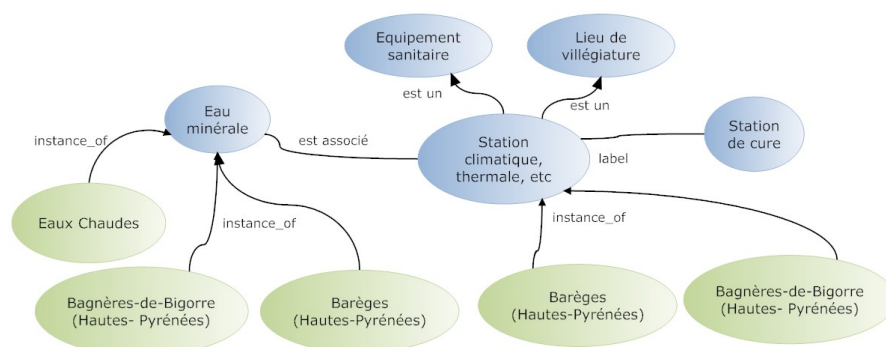 Equipement
sanitaire
Lieu de
villégiature
est un
est un
Eau
minérale
instance_of
est associé
Station
climatique,
thermale, etc
label
Station
de cure
Eaux Chaudes
instance_of
instance_of
Bagnères-de-Bigorre
(Hautes- Pyrénées)
Barèges
(Hautes-Pyrénées)
Barèges
(Hautes-Pyrénées)
Bagnères-de-Bigorre
(Hautes- Pyrénées)